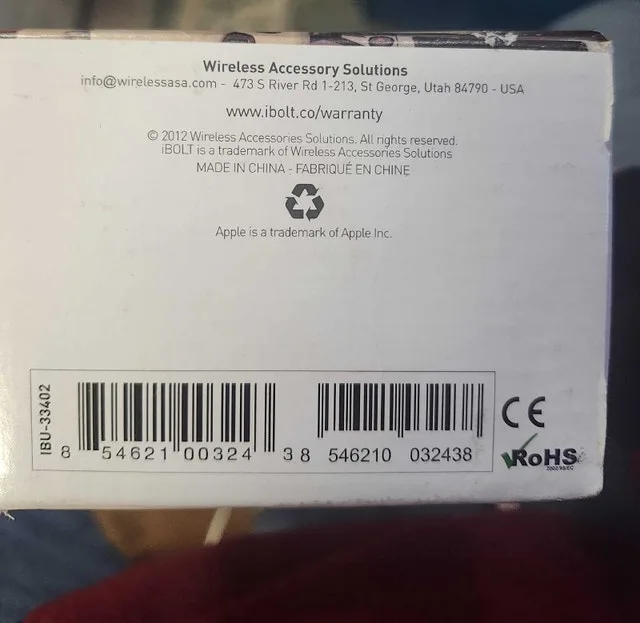 Wireless Accessory Solutions
info@wirelessasa.com - 473 S River Rd 1-213, St George, Utah 84790 - USA
www.ibolt.co/warranty
© 2012 Wireless Accessories Solutions. All rights reserved.
iBOLT is a trademark of Wireless Accessories Solutions
MADE IN CHINA - FABRIQUÉ EN CHINE
Apple is a trademark of Apple Inc.
IBU-33402
8 54621 00324 3
8 546210 032438
CE
RoHS
2002/95/EC